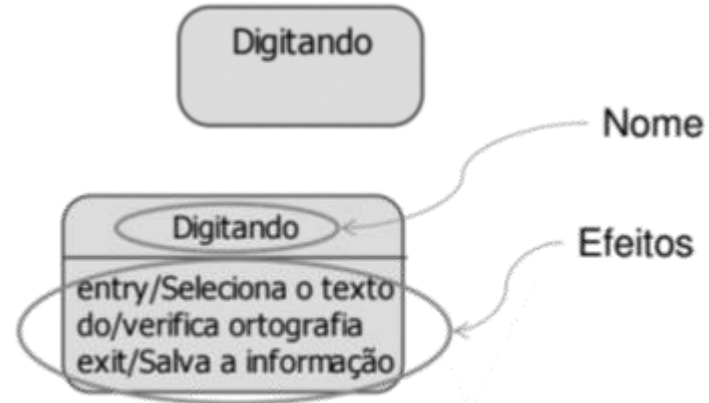 Digitando
Nome
Digitando
Efeitos
entry/Seleciona o texto
do/verifica ortografia
exit/Salva a informação